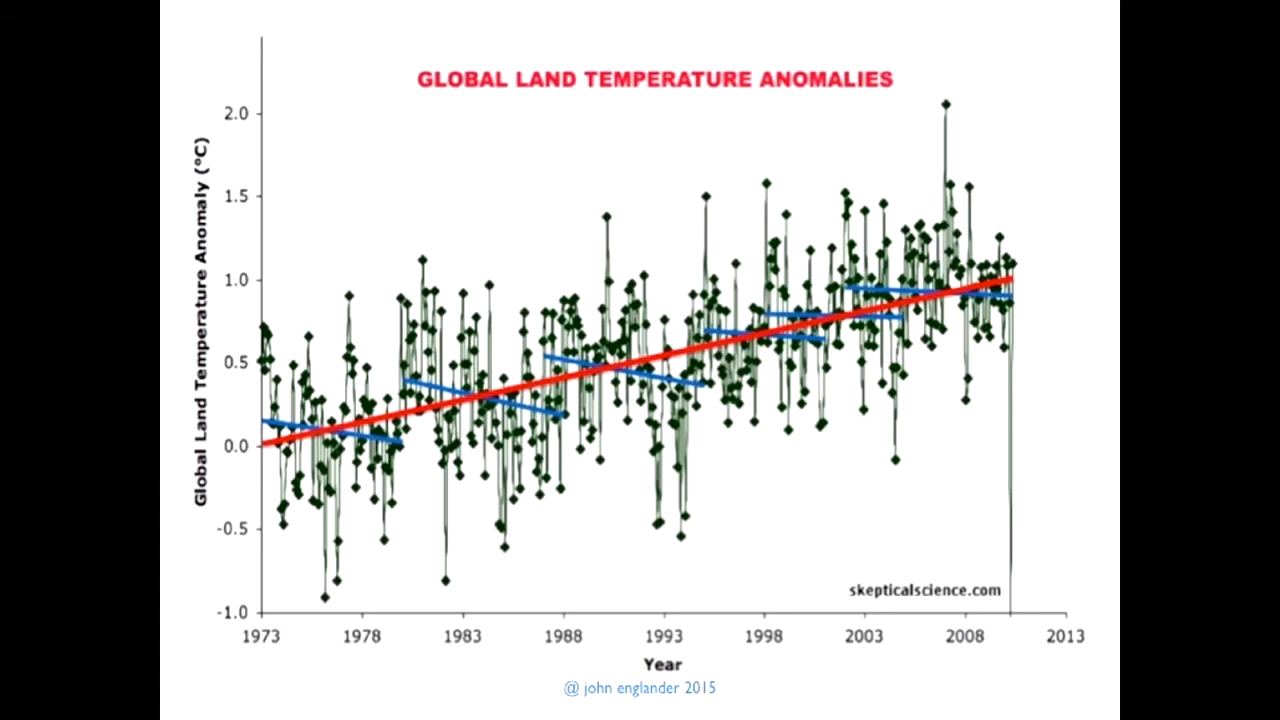 GLOBAL LAND TEMPERATURE ANOMALIES
Global Land Temperature Anomaly (°C)
2.0
1.5
1.0
0.5
0.0
-0.5
-1.0
skepticalscience.com
1973 1978 1983 1988 1993 1998 2003 2008 2013
Year
@ john englander 2015